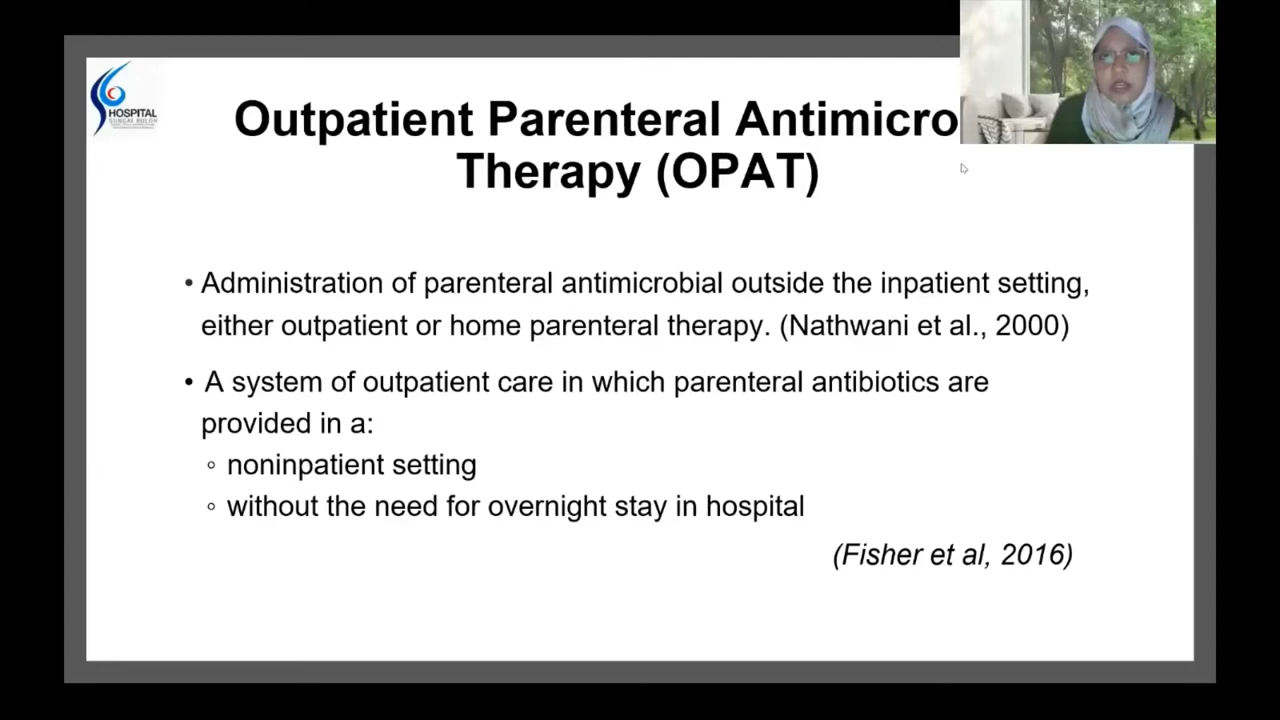 HOSPITAL
Outpatient Parenteral Antimicro
Therapy (OPAT)
• Administration of parenteral antimicrobial outside the inpatient setting,
either outpatient or home parenteral therapy. (Nathwani et al., 2000)
• A system of outpatient care in which parenteral antibiotics are
provided in a:
◦ noninpatient setting
◦ without the need for overnight stay in hospital
(Fisher et al, 2016)